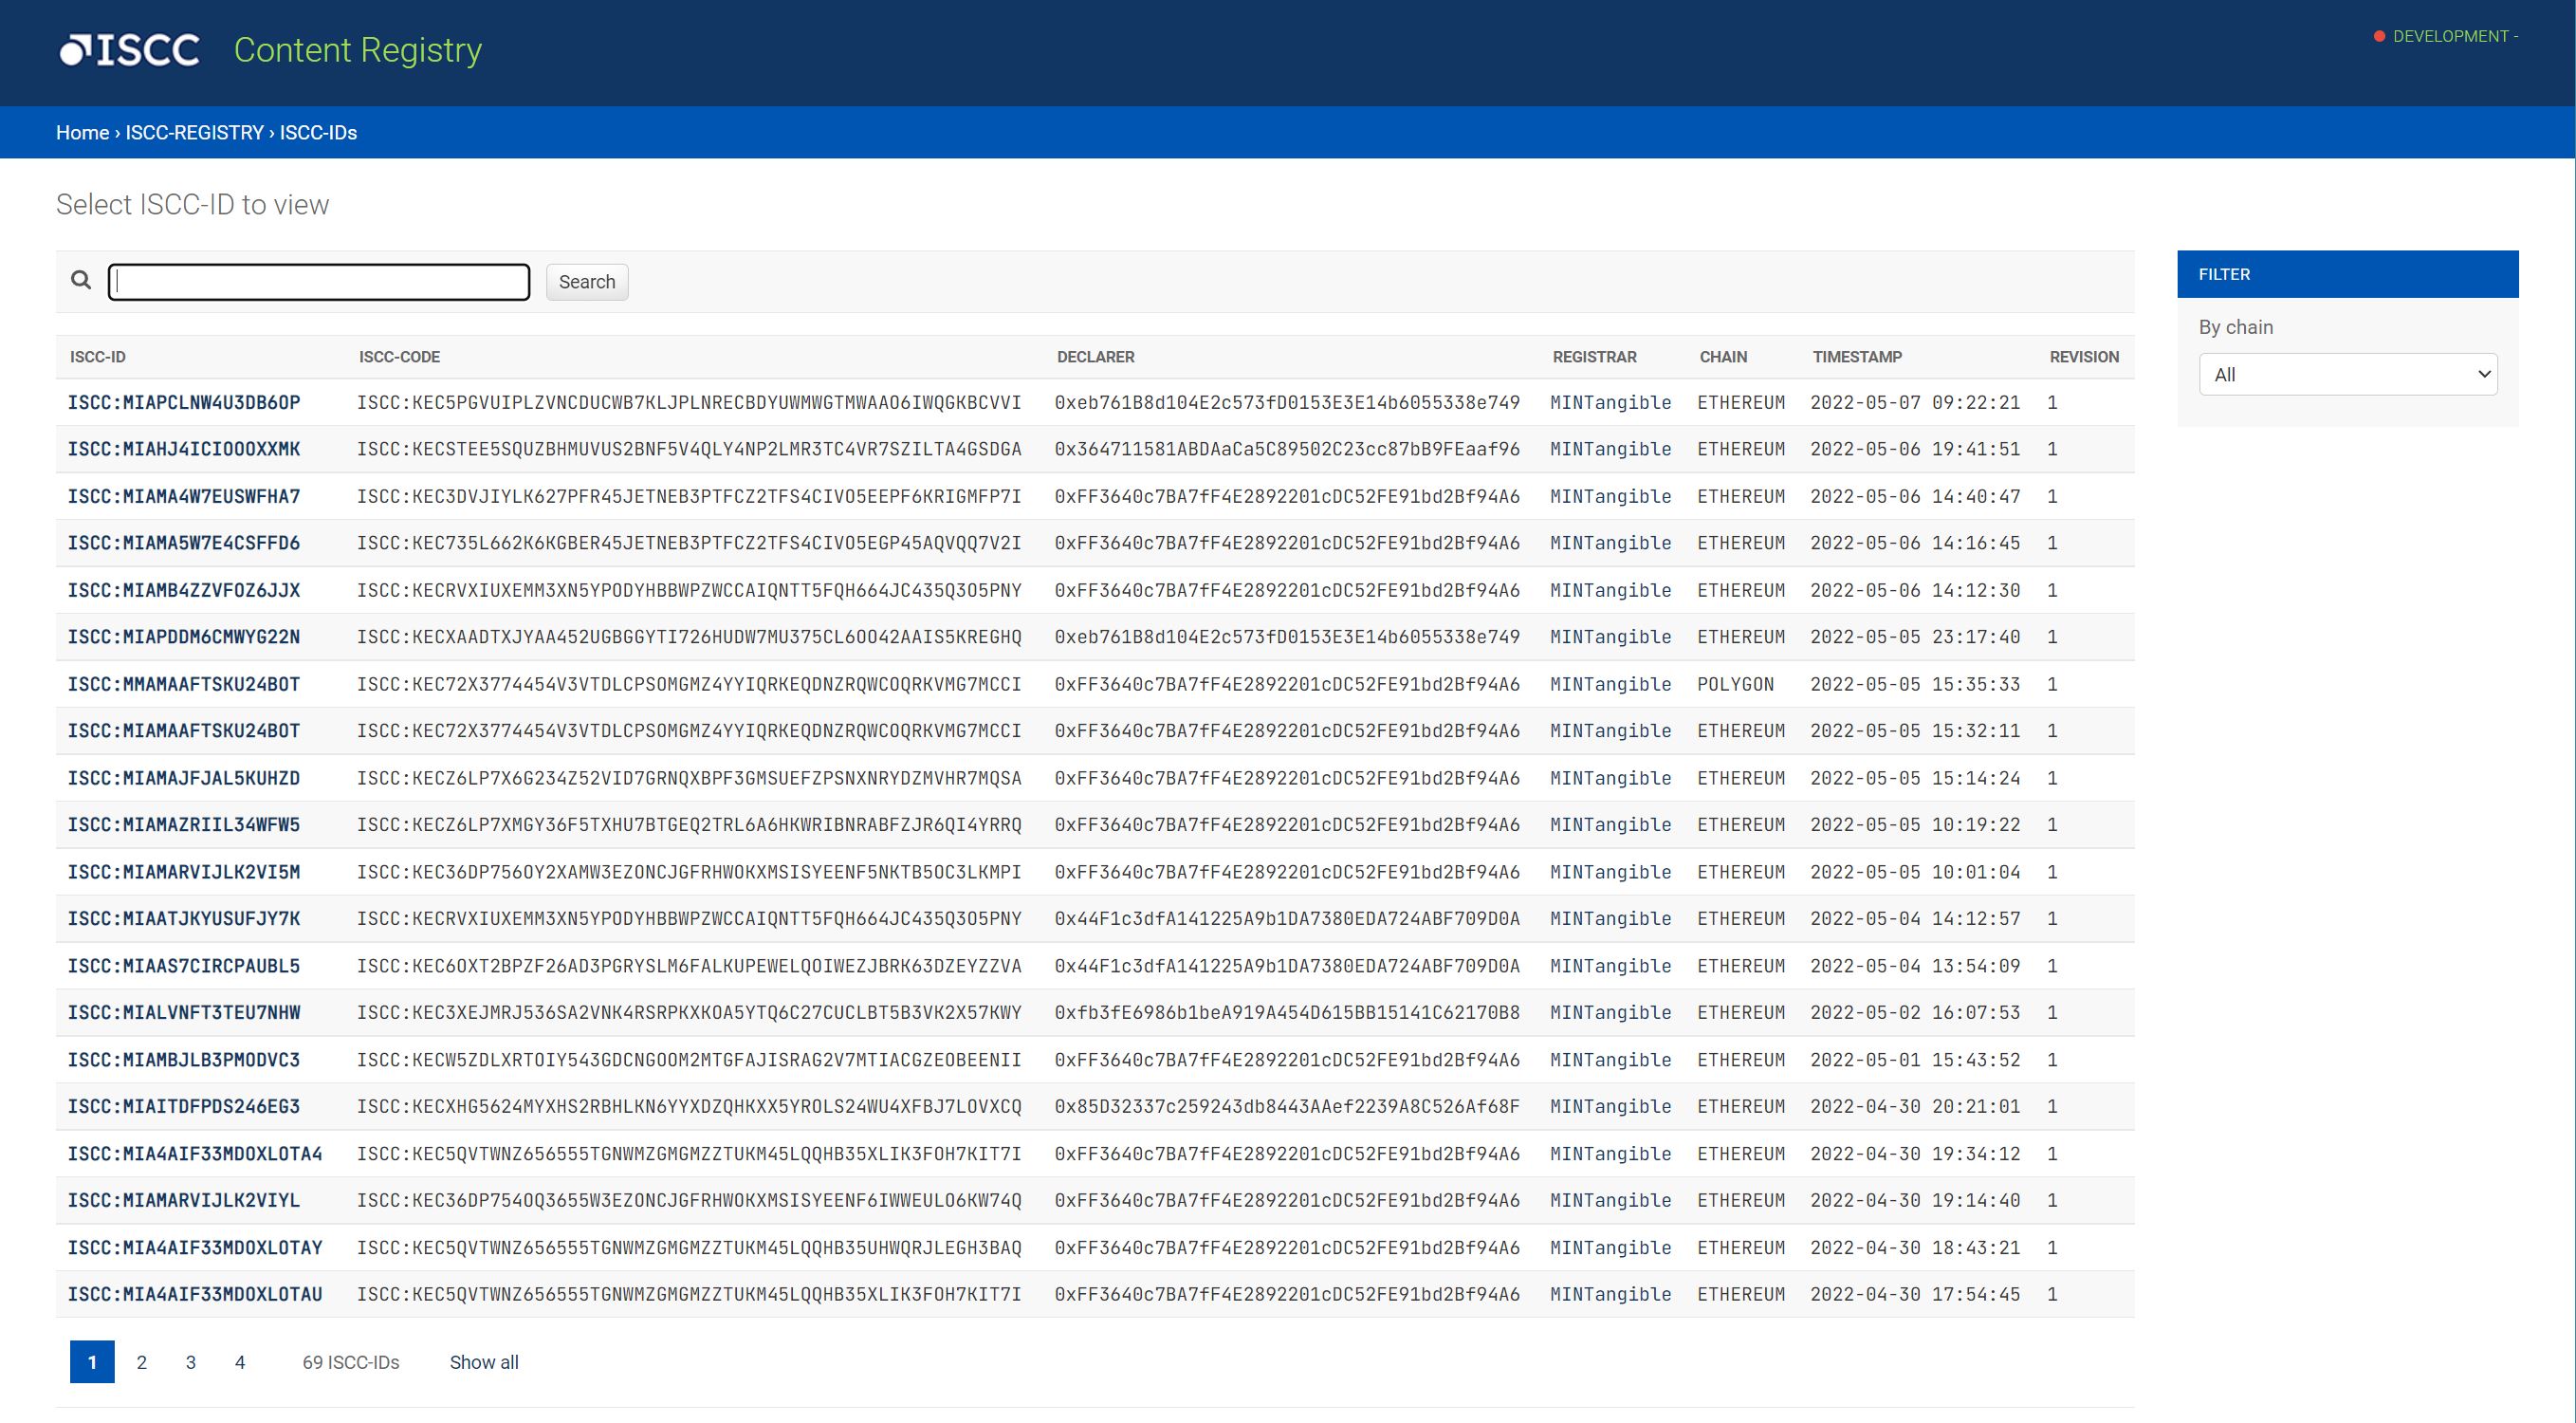 ISCC Content Registry
DEVELOPMENT -
Home › ISCC-REGISTRY › ISCC-IDs
Select ISCC-ID to view
Search
FILTER
By chain
All
ISCC-ID ISCC-CODE DECLARER REGISTRAR CHAIN TIMESTAMP REVISION
ISCC:MIAPCLNW4U3DB6OP ISCC:KEC5PGVUIPLZVNCDUCWB7KLJPLNRECBDYUWMWGTMWAAO6IWQGKBCVVI 0xeb761B8d104E2c573fD0153E3E14b6055338e749 MINTangible ETHEREUM 2022-05-07 09:22:21 1
ISCC:MIAHJ4ICIOOOXXMK ISCC:KECSTEE5SQUZBHMUVUS2BNF5V4QLY4NP2LMR3TC4VR7SZILTA4GSDGA 0x364711581ABDAaCa5C89502C23cc87bB9FEaaf96 MINTangible ETHEREUM 2022-05-06 19:41:51 1
ISCC:MIAMA4W7EUSWFHA7 ISCC:KEC3DVJIYLK627PFR45JETNEB3PTFCZ2TFS4CIVO5EEPF6KRIGMFP7I 0xFF3640c7BA7fF4E2892201cDC52FE91bd2Bf94A6 MINTangible ETHEREUM 2022-05-06 14:40:47 1
ISCC:MIAMA5W7E4CSFFD6 ISCC:KEC735L662K6KGBER45JETNEB3PTFCZ2TFS4CIVO5EGP45AQVQQ7V2I 0xFF3640c7BA7fF4E2892201cDC52FE91bd2Bf94A6 MINTangible ETHEREUM 2022-05-06 14:16:45 1
ISCC:MIAMB4ZZVFOZ6JJX ISCC:KECRVXIUXEMM3XN5YPODYHBBWPZWCCAIQNTT5FQH664JC435Q3O5PNY 0xFF3640c7BA7fF4E2892201cDC52FE91bd2Bf94A6 MINTangible ETHEREUM 2022-05-06 14:12:30 1
ISCC:MIAPDDM6CMWYG22N ISCC:KECXAADTXJYAA452UGBGGYTI726HUDW7MU375CL6OO42AAIS5KREGHQ 0xeb761B8d104E2c573fD0153E3E14b6055338e749 MINTangible ETHEREUM 2022-05-05 23:17:40 1
ISCC:MMAMAAFTSKU24BOT ISCC:KEC72X3774454V3VTDLCPSOMGMZ4YYIQRKEQDNZRQWCOQRKVMG7MCCI 0xFF3640c7BA7fF4E2892201cDC52FE91bd2Bf94A6 MINTangible POLYGON 2022-05-05 15:35:33 1
ISCC:MIAMAAFTSKU24BOT ISCC:KEC72X3774454V3VTDLCPSOMGMZ4YYIQRKEQDNZRQWCOQRKVMG7MCCI 0xFF3640c7BA7fF4E2892201cDC52FE91bd2Bf94A6 MINTangible ETHEREUM 2022-05-05 15:32:11 1
ISCC:MIAMAJFJAL5KUHZD ISCC:KECZ6LP7X6G234Z52VID7GRNQXBPF3GMSUEFZPSNXNRYDZMVHR7MQSA 0xFF3640c7BA7fF4E2892201cDC52FE91bd2Bf94A6 MINTangible ETHEREUM 2022-05-05 15:14:24 1
ISCC:MIAMAZRIIL34WFW5 ISCC:KECZ6LP7XMGY36F5TXHU7BTGEQ2TRL6A6HKWRIBNRABFZJR6QI4YRRQ 0xFF3640c7BA7fF4E2892201cDC52FE91bd2Bf94A6 MINTangible ETHEREUM 2022-05-05 10:19:22 1
ISCC:MIAMARVIJLK2VI5M ISCC:KEC36DP756OY2XAMW3EZONCJGFRHWOKXMSISYEENF5NKTB5OC3LKMPI 0xFF3640c7BA7fF4E2892201cDC52FE91bd2Bf94A6 MINTangible ETHEREUM 2022-05-05 10:01:04 1
ISCC:MIAATJKYUSUFJY7K ISCC:KECRVXIUXEMM3XN5YPODYHBBWPZWCCAIQNTT5FQH664JC435Q3O5PNY 0x44F1c3dfA141225A9b1DA7380EDA724ABF709D0A MINTangible ETHEREUM 2022-05-04 14:12:57 1
ISCC:MIAAS7CIRCPAUBL5 ISCC:KEC6OXT2BPZF26AD3PGRYSLM6FALKUPEWELQOIWEZJBRK63DZEYZZVA 0x44F1c3dfA141225A9b1DA7380EDA724ABF709D0A MINTangible ETHEREUM 2022-05-04 13:54:09 1
ISCC:MIALVNFT3TEU7NHW ISCC:KEC3XEJMRJ536SA2VNK4RSRPKXKOA5YTQ6C27CUCLBT5B3VK2X57KWY 0xfb3fE6986b1beA919A454D615BB15141C62170B8 MINTangible ETHEREUM 2022-05-02 16:07:53 1
ISCC:MIAMBJLB3PMODVC3 ISCC:KECW5ZDLXRTOIY543GDCNGOOM2MTGFAJISRAG2V7MTIACGZEOBEENII 0xFF3640c7BA7fF4E2892201cDC52FE91bd2Bf94A6 MINTangible ETHEREUM 2022-05-01 15:43:52 1
ISCC:MIAITDFPDS246EG3 ISCC:KECXHG5624MYXHS2RBHLKN6YYXDZQHKXX5YROLS24WU4XFBJ7LOVXCQ 0x85D32337c259243db8443AAef2239A8C526Af68F MINTangible ETHEREUM 2022-04-30 20:21:01 1
ISCC:MIA4AIF33MDOXLOTA4 ISCC:KEC5QVTWNZ656555TGNWMZGMGMZZTUKM45LQQHB35XLIK3FOH7KIT7I 0xFF3640c7BA7fF4E2892201cDC52FE91bd2Bf94A6 MINTangible ETHEREUM 2022-04-30 19:34:12 1
ISCC:MIAMARVIJLK2VIYL ISCC:KEC36DP754OQ3655W3EZONCJGFRHWOKXMSISYEENF6IWWEULO6KW74Q 0xFF3640c7BA7fF4E2892201cDC52FE91bd2Bf94A6 MINTangible ETHEREUM 2022-04-30 19:14:40 1
ISCC:MIA4AIF33MDOXLOTAY ISCC:KEC5QVTWNZ656555TGNWMZGMGMZZTUKM45LQQHB35UHWQRJLEGH3BAQ 0xFF3640c7BA7fF4E2892201cDC52FE91bd2Bf94A6 MINTangible ETHEREUM 2022-04-30 18:43:21 1
ISCC:MIA4AIF33MDOXLOTAU ISCC:KEC5QVTWNZ656555TGNWMZGMGMZZTUKM45LQQHB35XLIK3FOH7KIT7I 0xFF3640c7BA7fF4E2892201cDC52FE91bd2Bf94A6 MINTangible ETHEREUM 2022-04-30 17:54:45 1
1 2 3 4 69 ISCC-IDs Show all